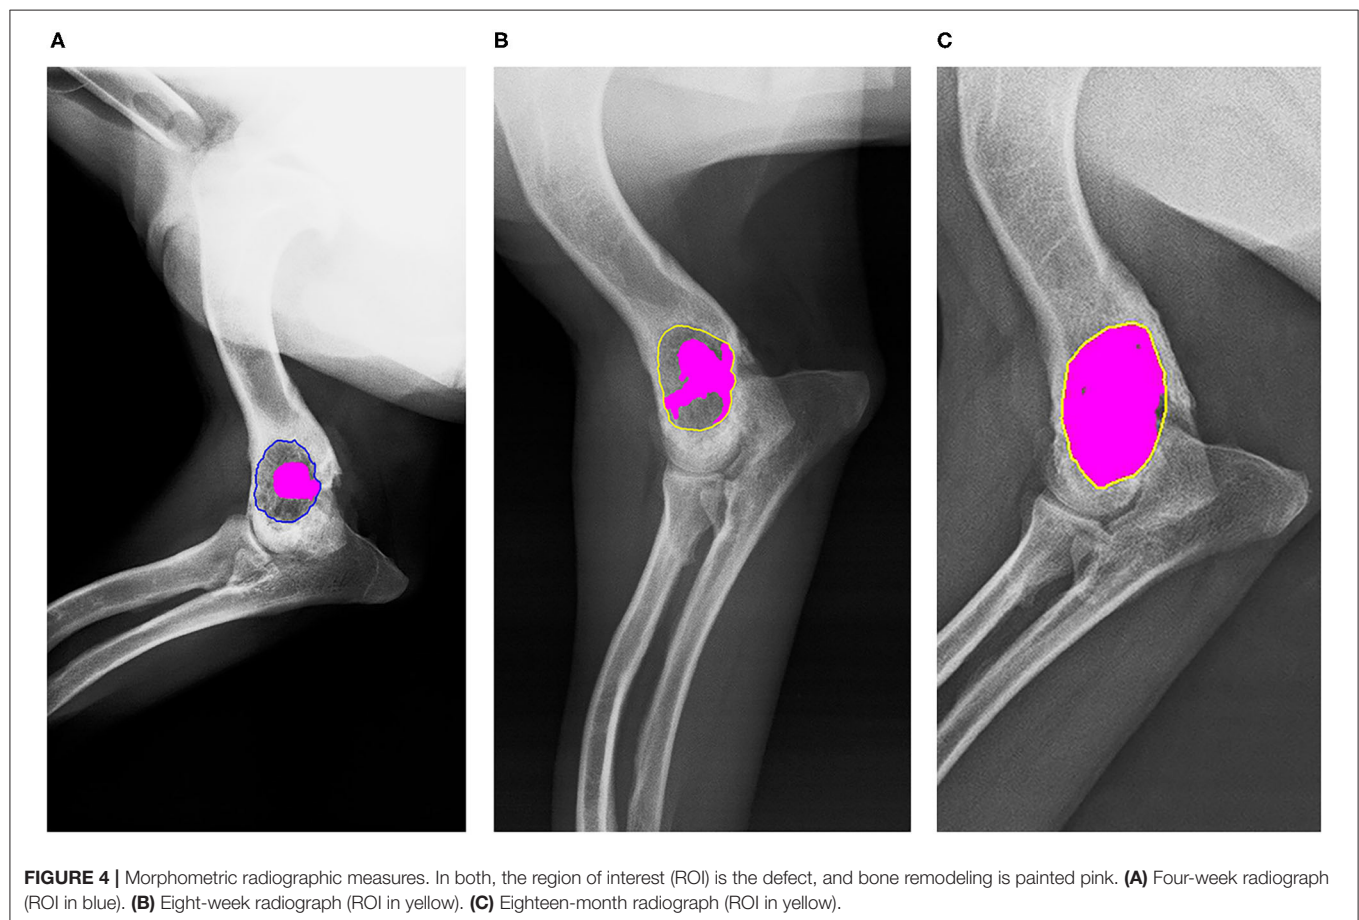 A
B
C
FIGURE 4 | Morphometric radiographic measures. In both, the region of interest (ROI) is the defect, and bone remodeling is painted pink. (A) Four-week radiograph
(ROI in blue). (B) Eight-week radiograph (ROI in yellow). (C) Eighteen-month radiograph (ROI in yellow).